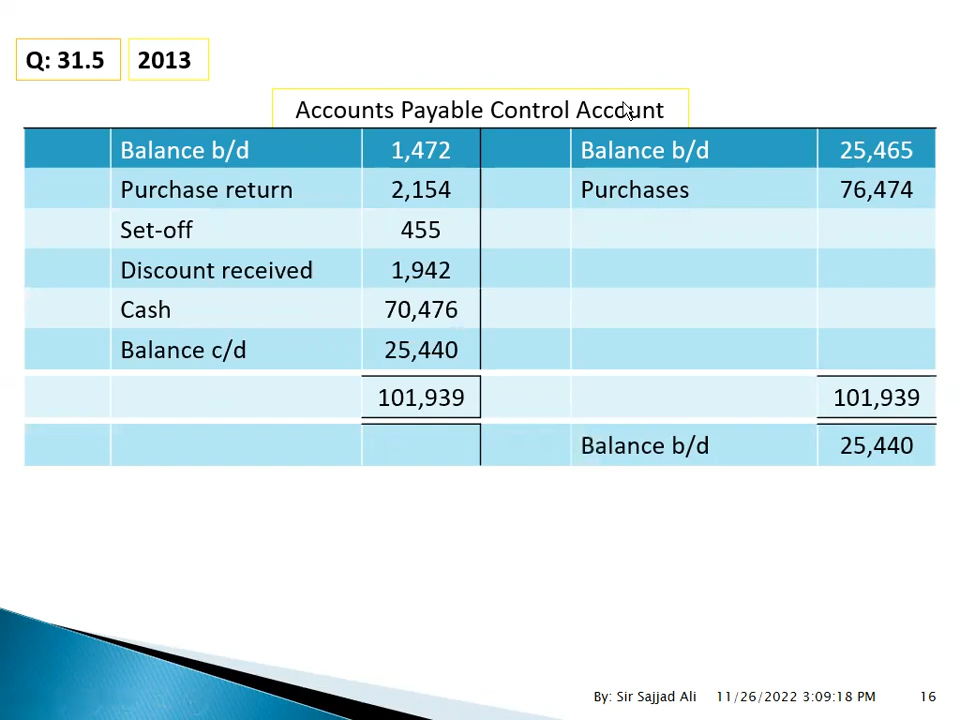 Q: 31.5 2013
Accounts Payable Control Account
Balance b/d 1,472 Balance b/d 25,465
Purchase return 2,154 Purchases 76,474
Set-off 455
Discount received 1,942
Cash 70,476
Balance c/d 25,440
101,939 101,939
Balance b/d 25,440
By: Sir Sajjad Ali 11/26/2022 3:09:18 PM 16